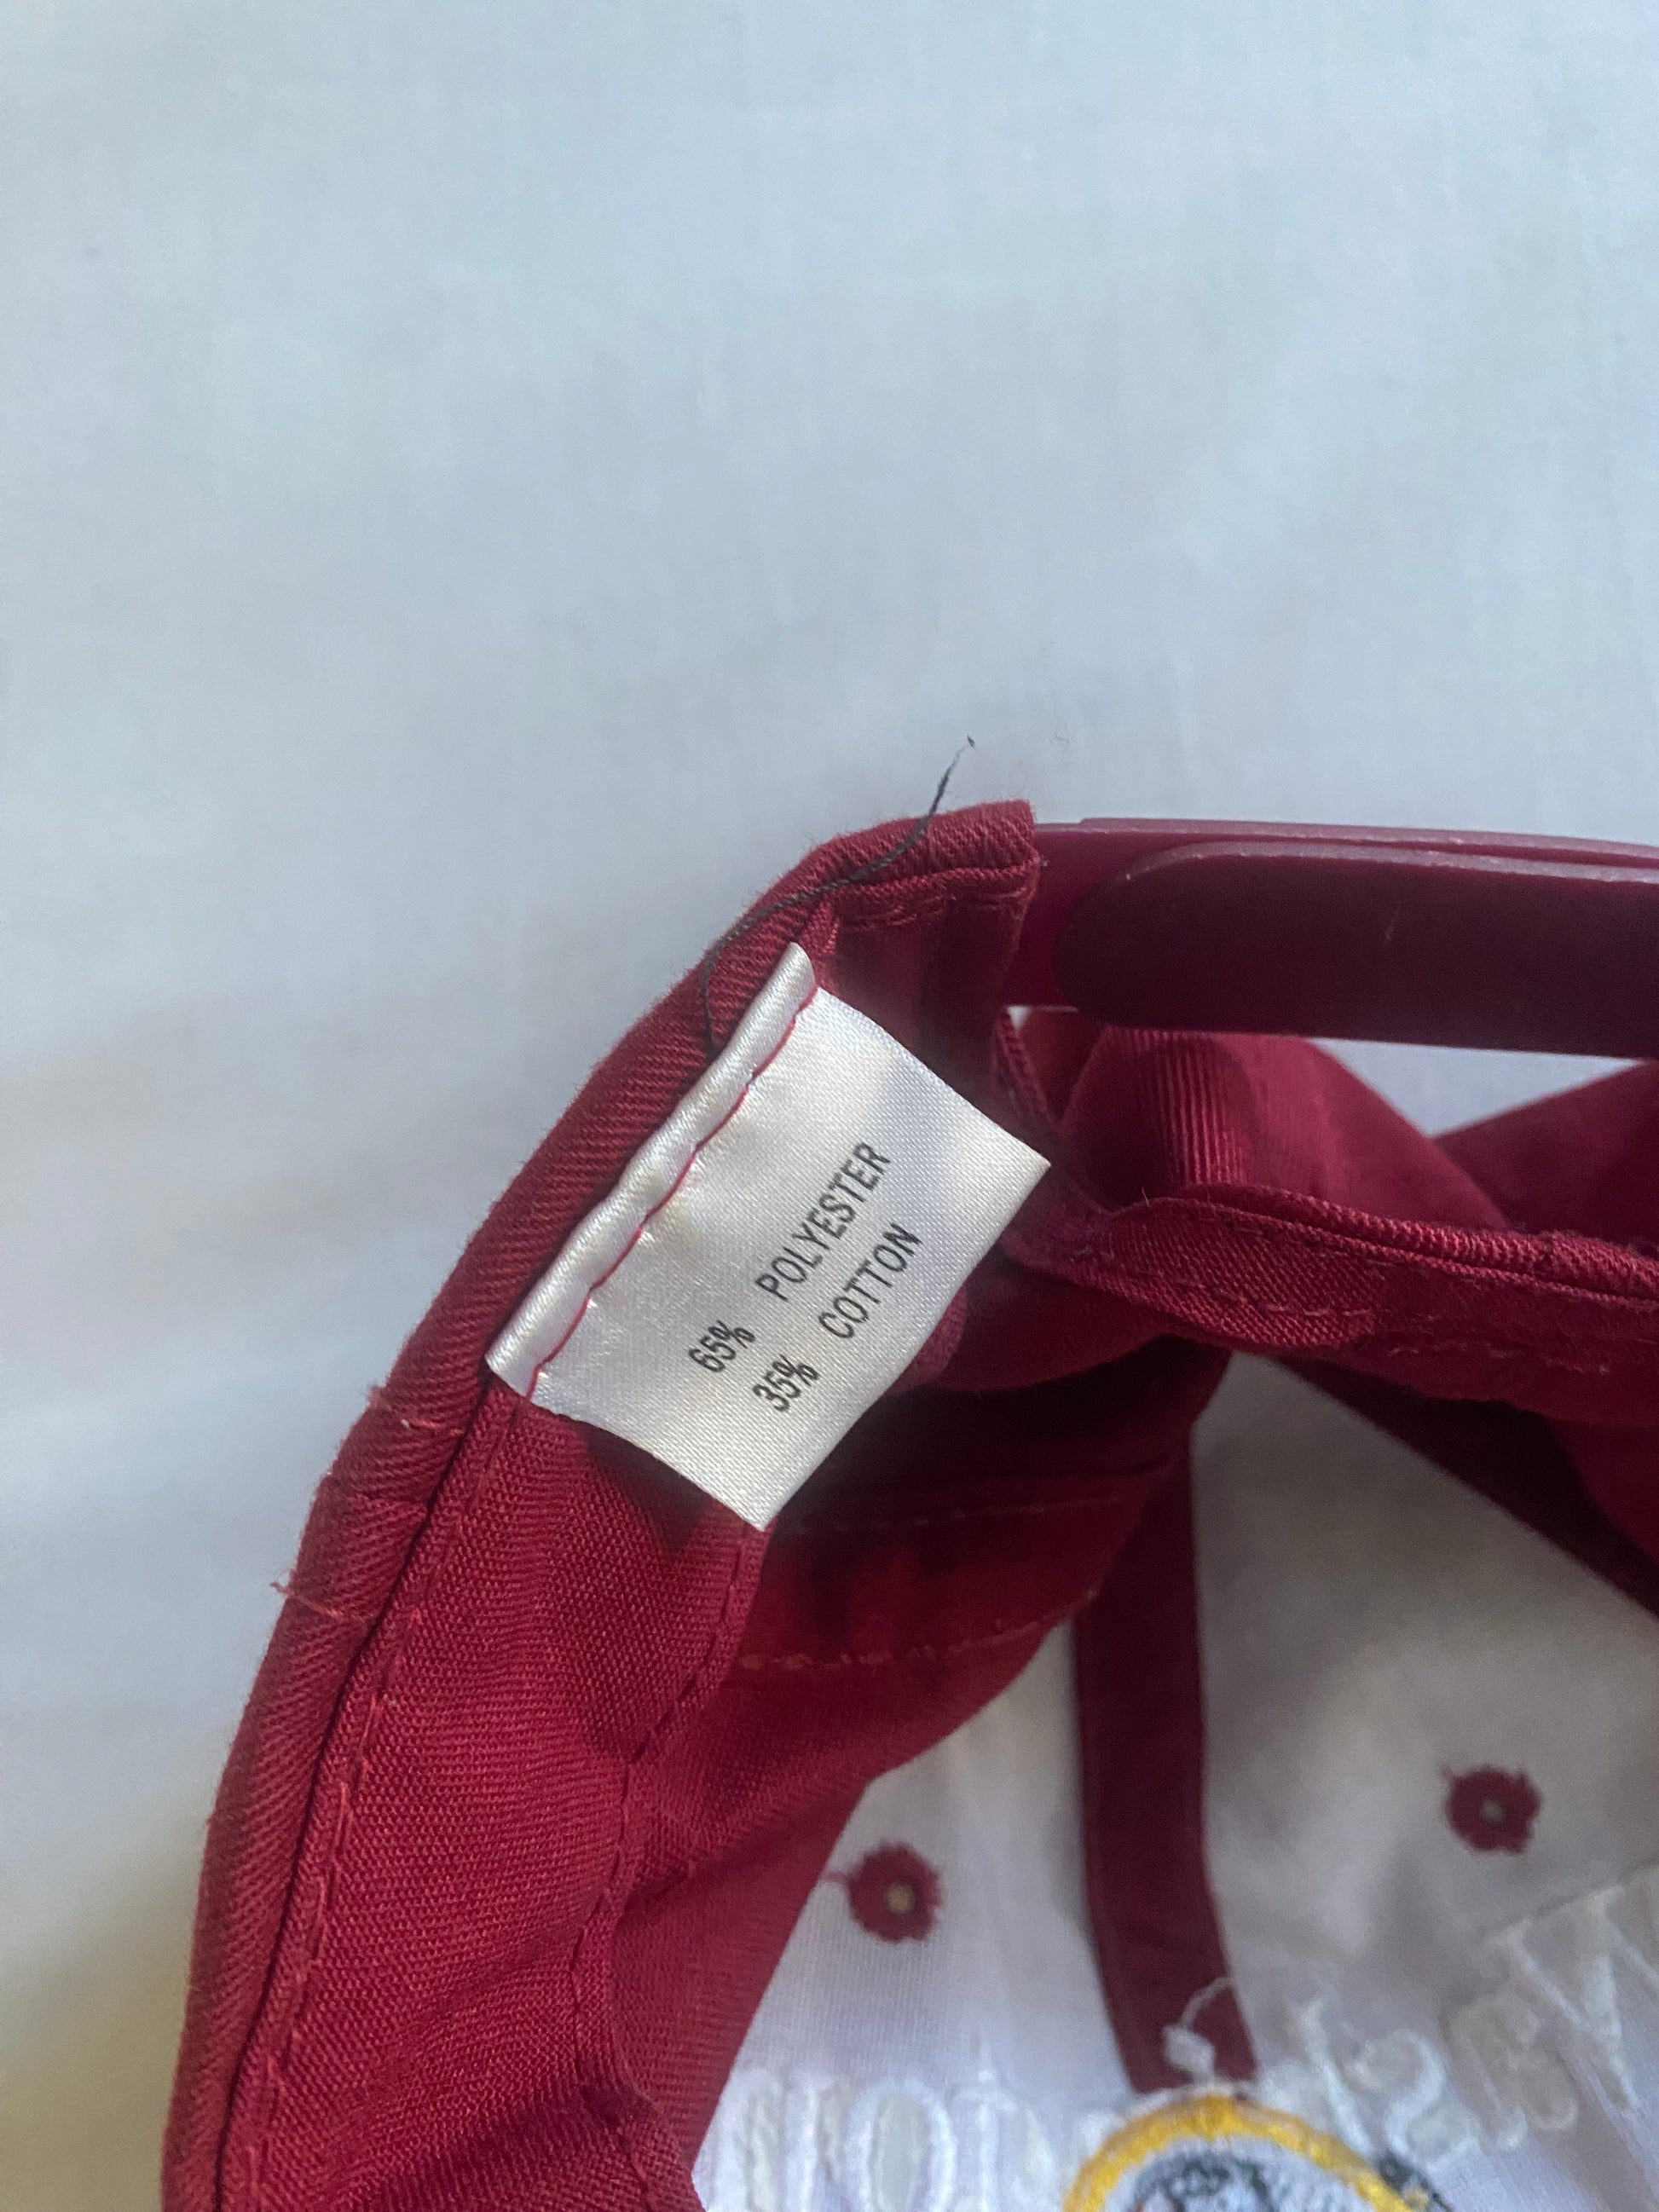 65% POLYESTER
35% COTTON